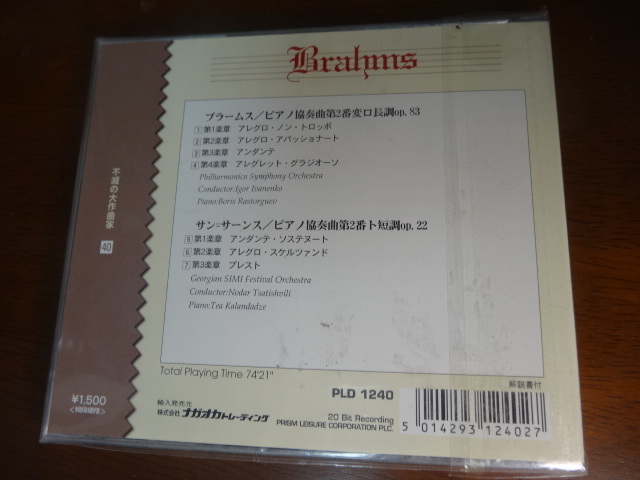 Brahms
ブラームス／ピアノ協奏曲第2番変ロ長調op. 83
1 第1楽章 アレグロ・ノン・トロッポ
2 第2楽章 アレグロ・アパッショナート
3 第3楽章 アンダンテ
4 第4楽章 アレグレット・グラジオーソ
Philharmonica Symphony Orchestra
Conductor:Igor Ivanenko
Piano:Boris Rastorguev
サン=サーンス／ピアノ協奏曲第2番ト短調op. 22
5 第1楽章 アンダンテ・ソステヌート
6 第2楽章 アレグロ・スケルツァンド
7 第3楽章 プレスト
Georgian SIMI Festival Orchestra
Conductor:Nodar Tsatishvili
Piano:Tea Kalandadze
Total Playing Time 74'21"
不滅の大作曲家
40
¥1,500
<税抜価格>
輸入発売元
株式会社 ナガオカトレーディング
PLD 1240
20 Bit Recording
PRISM LEISURE CORPORATION PLC.
解説書付
5 014293 124027